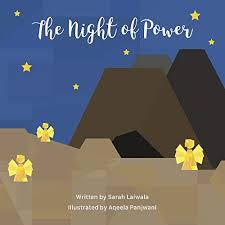 The Night of Power
Written by Sarah Laiwala
Illustrated by Aqeela Panjwani